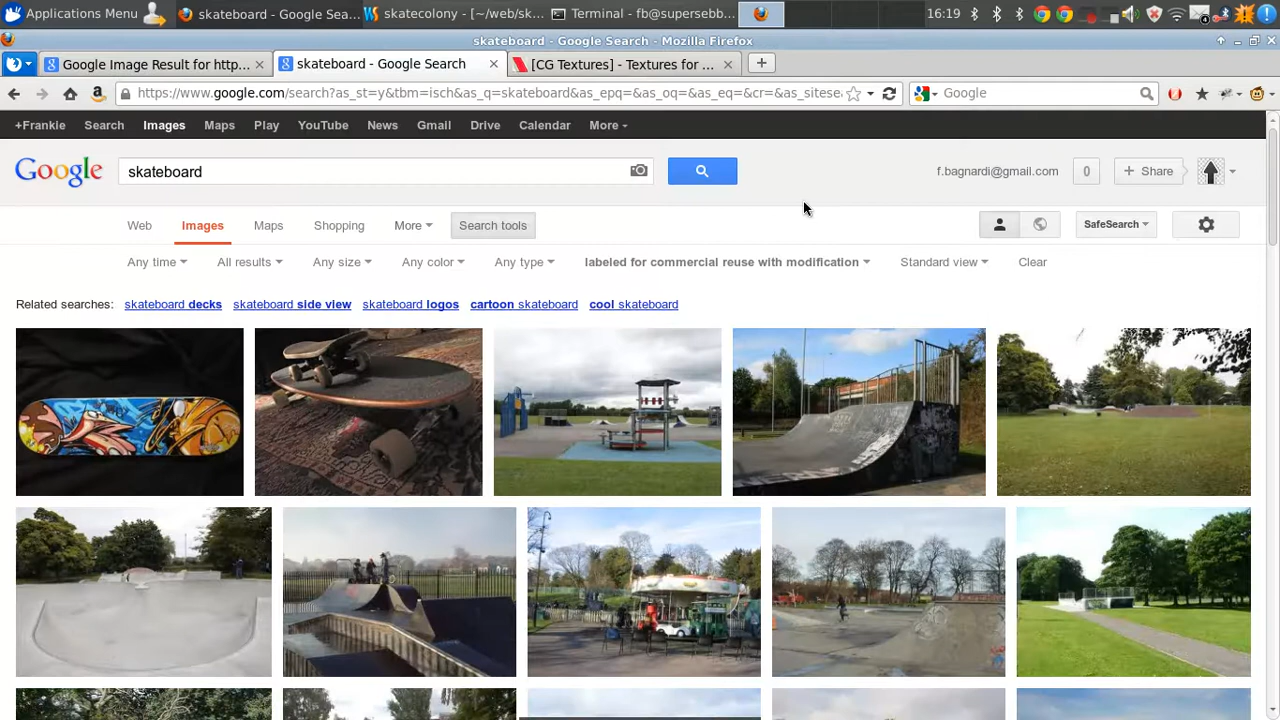 Applications Menu
skateboard - Google Sea...
skatecolony - [~/web/sk...
Terminal - fb@superssbb...
16:19
skateboard - Google Search - Mozilla Firefox
Google Image Result for http...
skateboard - Google Search
[CG Textures] - Textures for ...
https://www.google.com/search?as_st=y&tbm=isch&as_q=skateboard&as_epq=&as_oq=&as_eq=&cr=&as_sitese
Google
+Frankie Search Images Maps Play YouTube News Gmail Drive Calendar More
Google
skateboard
f.bagnardi@gmail.com
0
+ Share
Web Images Maps Shopping More Search tools
SafeSearch
Any time All results Any size Any color Any type labeled for commercial reuse with modification Standard view Clear
Related searches: skateboard decks skateboard side view skateboard logos cartoon skateboard cool skateboard